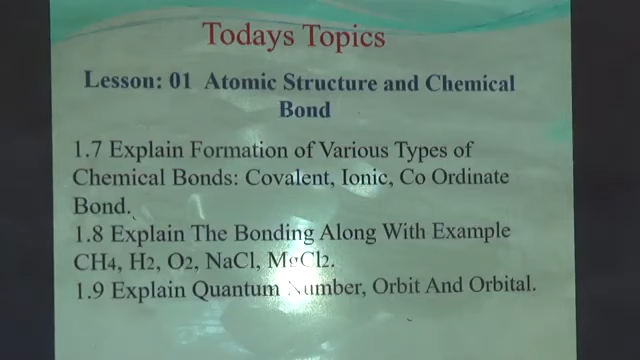 Todays Topics
Lesson: 01 Atomic Structure and Chemical
Bond
1.7 Explain Formation of Various Types of
Chemical Bonds: Covalent, Ionic, Co Ordinate
Bond.
1.8 Explain The Bonding Along With Example
CH4, H2, O2, NaCl, MgCl2.
1.9 Explain Quantum Number, Orbit And Orbital.